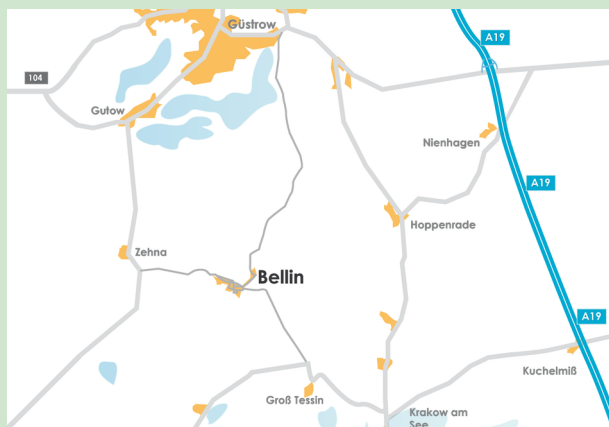 Güstrow
A19
104
Gutow
Nienhagen
A19
Hoppenrade
Zehna
Bellin
A19
Kuchelmiß
Groß Tessin
Krakow am
See